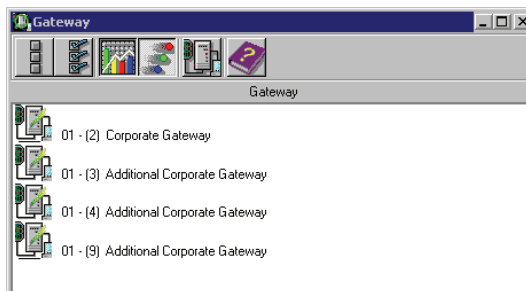 Gateway
Gateway
01 - (2) Corporate Gateway
01 - (3) Additional Corporate Gateway
01 - (4) Additional Corporate Gateway
01 - (9) Additional Corporate Gateway